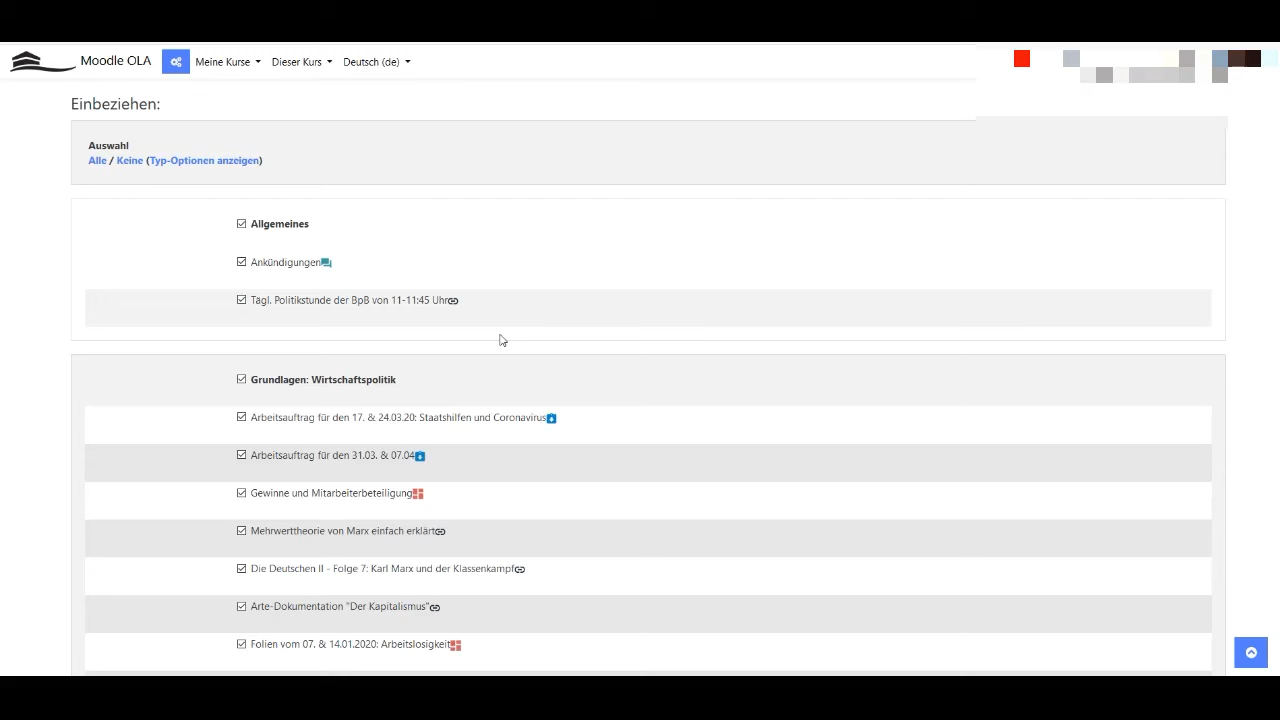 Moodle OLA Meine Kurse Dieser Kurs Deutsch (de)
Einbeziehen:
Auswahl
Alle / Keine (Typ-Optionen anzeigen)
Allgemeines
Ankündigungen
Tägl. Politikstunde der BpB von 11-11:45 Uhr
Grundlagen: Wirtschaftspolitik
Arbeitsauftrag für den 17. & 24.03.20: Staatshilfen und Coronavirus
Arbeitsauftrag für den 31.03. & 07.04
Gewinne und Mitarbeiterbeteiligung
Mehrwerttheorie von Marx einfach erklärt
Die Deutschen II - Folge 7: Karl Marx und der Klassenkampf
Arte-Dokumentation "Der Kapitalismus"
Folien vom 07. & 14.01.2020: Arbeitslosigkeit